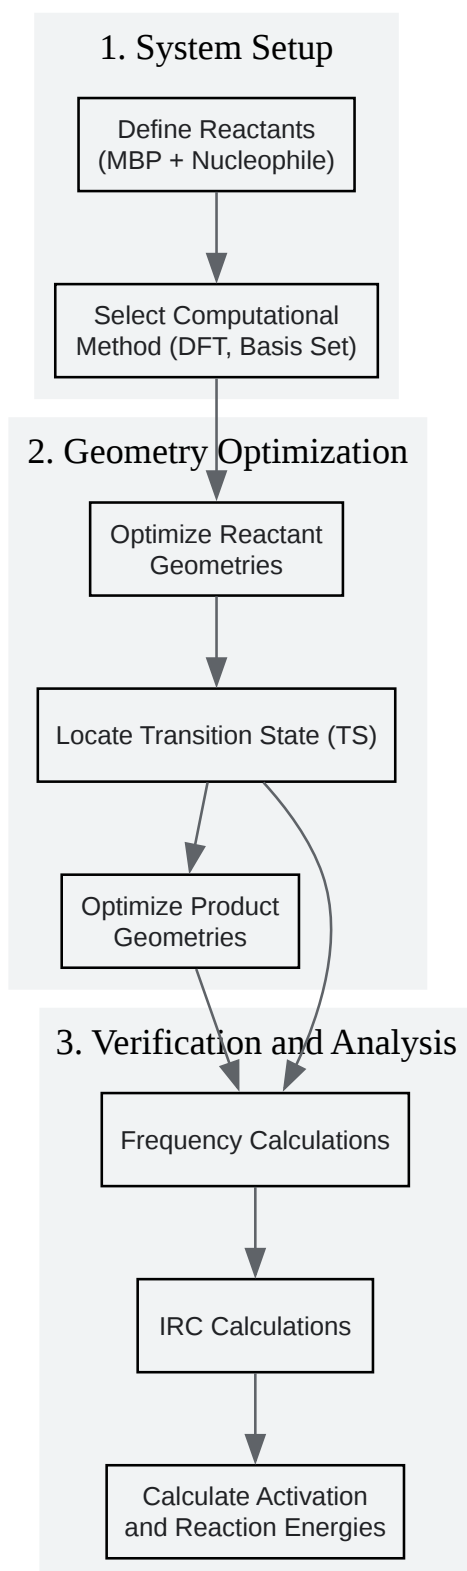 1. System Setup
Define Reactants
(MBP + Nucleophile)
Select Computational
Method (DFT, Basis Set)
2. Geometry Optimization
Optimize Reactant
Geometries
Locate Transition State (TS)
Optimize Product
Geometries
3. Verification and Analysis
Frequency Calculations
IRC Calculations
Calculate Activation
and Reaction Energies